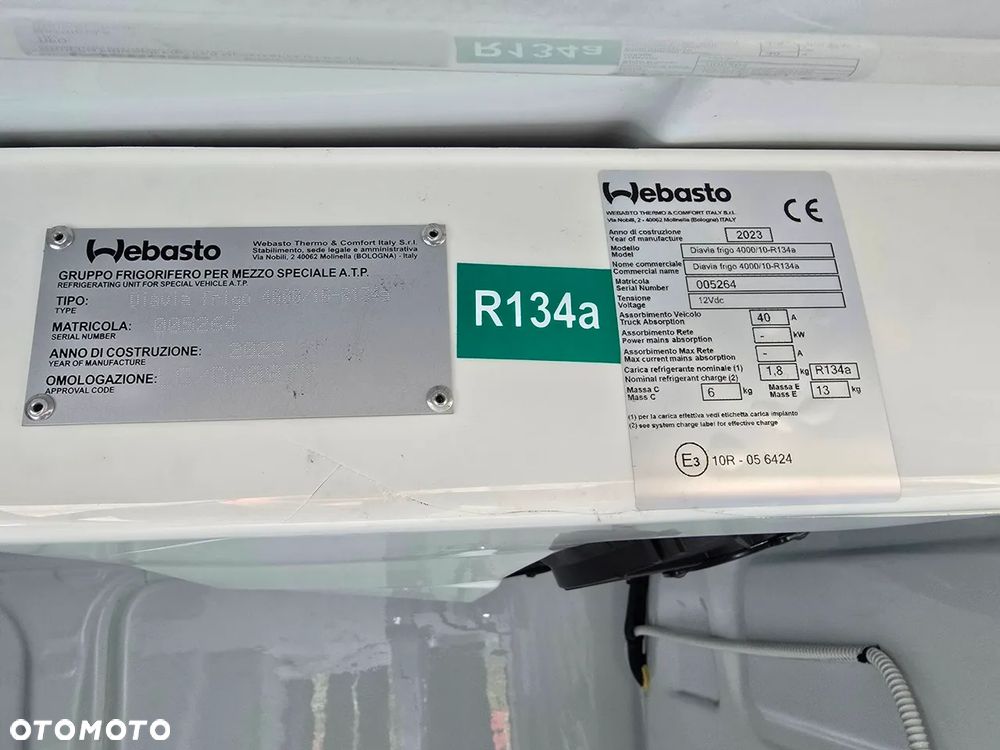 R134a
Webasto
Webasto Thermo & Comfort Italy S.r.l.
Stabilimento, sede legale e amministrativa
Via Nobili, 2 40062 Molinella (BOLOGNA) - Italy
GRUPPO FRIGORIFERO PER MEZZO SPECIALE A.T.P.
REFRIGERATING UNIT FOR SPECIAL VEHICLE A.T.P.
TIPO: Diavia frigo 4000/10-R134a
TYPE
MATRICOLA: 005264
SERIAL NUMBER
ANNO DI COSTRUZIONE: 2023
YEAR OF MANUFACTURE
OMOLOGAZIONE:
APPROVAL CODE
R134a
Webasto
CE
WEBASTO THERMO & COMFORT ITALY S.r.l.
Via Nobili, 2 - 40062 Molinella (Bologna) ITALY
Anno di costruzione
Year of manufacture 2023
Modello
Model Diavia frigo 4000/10-R134a
Nome commerciale
Commercial name Diavia frigo 4000/10-R134a
Matricola
Serial Number 005264
Tensione
Voltage 12Vdc
Assorbimento Veicolo
Truck Absorption 40 A
Assorbimento Rete
Power mains absorption - kW
Assorbimento Max Rete
Max current mains absorption - A
Carica refrigerante nominale (1)
Nominal refrigerant charge (2) 1.8 kg R134a
Massa C
Mass C 6 kg
Massa E
Mass E 13 kg
(1) per la carica effettiva vedi etichetta carica impianto
(2) see system charge label for effective charge
E3 10R - 05 6424
OTOMOTO